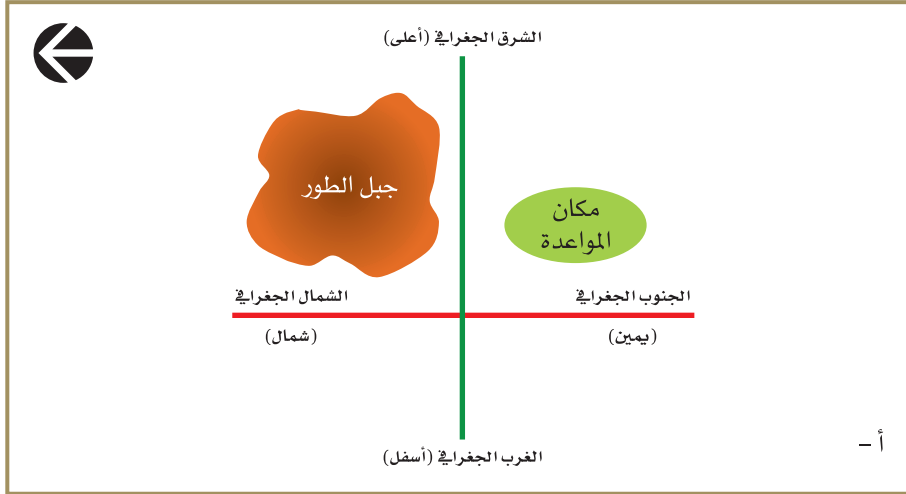 الشرق الجغرافي (أعلى)
جبل الطور
مكان
المواعدة
الجنوب الجغرافي
الشمال الجغرافي
(يمين)
(شمال)
أ –
الغرب الجغرافي (أسفل)